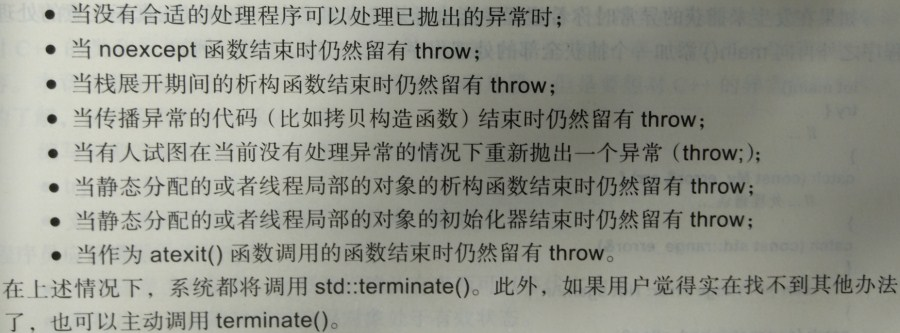 • 当没有合适的处理程序可以处理已抛出的异常时；
• 当 noexcept 函数结束时仍然留有 throw；
• 当栈展开期间的析构函数结束时仍然留有 throw；
• 当传播异常的代码（比如拷贝构造函数）结束时仍然留有 throw；
• 当有人试图在当前没有处理异常的情况下重新抛出一个异常（throw;）；
• 当静态分配的或者线程局部的对象的析构函数结束时仍然留有 throw；
• 当静态分配的或者线程局部的对象的初始化器结束时仍然留有 throw；
• 当作为 atexit() 函数调用的函数结束时仍然留有 throw。
在上述情况下，系统都将调用 std::terminate()。此外，如果用户觉得实在找不到其他办法
了，也可以主动调用 terminate()。